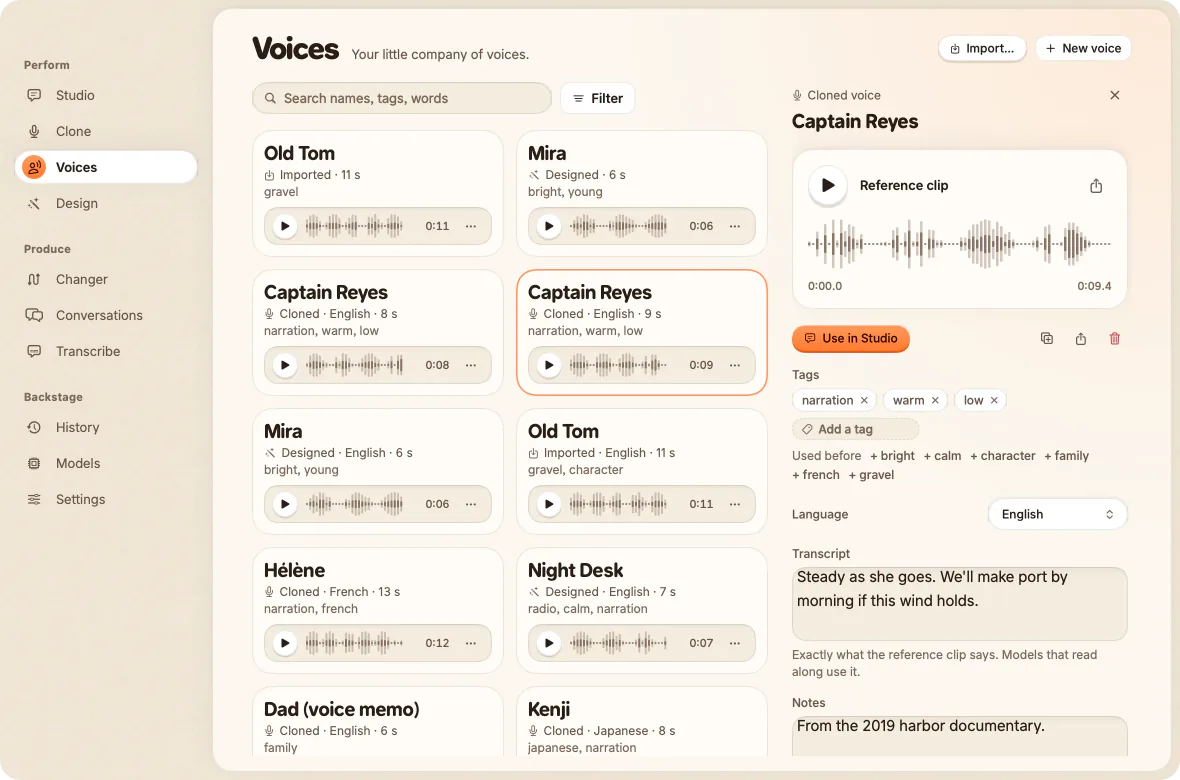 Perform
Studio
Clone
Voices
Design
Produce
Changer
Conversations
Transcribe
Backstage
History
Models
Settings
Voices Your little company of voices.
Import...
New voice
Search names, tags, words
Filter
Old Tom
Imported · 11 s
gravel
0:11
Mira
Designed · 6 s
bright, young
0:06
Captain Reyes
Cloned · English · 8 s
narration, warm, low
0:08
Captain Reyes
Cloned · English · 9 s
narration, warm, low
0:09
Mira
Designed · English · 6 s
bright, young
0:06
Old Tom
Imported · English · 11 s
gravel, character
0:11
Hélène
Cloned · French · 13 s
narration, french
0:12
Night Desk
Designed · English · 7 s
radio, calm, narration
0:07
Dad (voice memo)
Cloned · English · 6 s
family
Kenji
Cloned · Japanese · 8 s
japanese, narration
Cloned voice
Captain Reyes
Reference clip
0:00.0 0:09.4
Use in Studio
Tags
narration × warm × low ×
Add a tag
Used before + bright + calm + character + family
+ french + gravel
Language
English
Transcript
Steady as she goes. We'll make port by
morning if this wind holds.
Exactly what the reference clip says. Models that read
along use it.
Notes
From the 2019 harbor documentary.